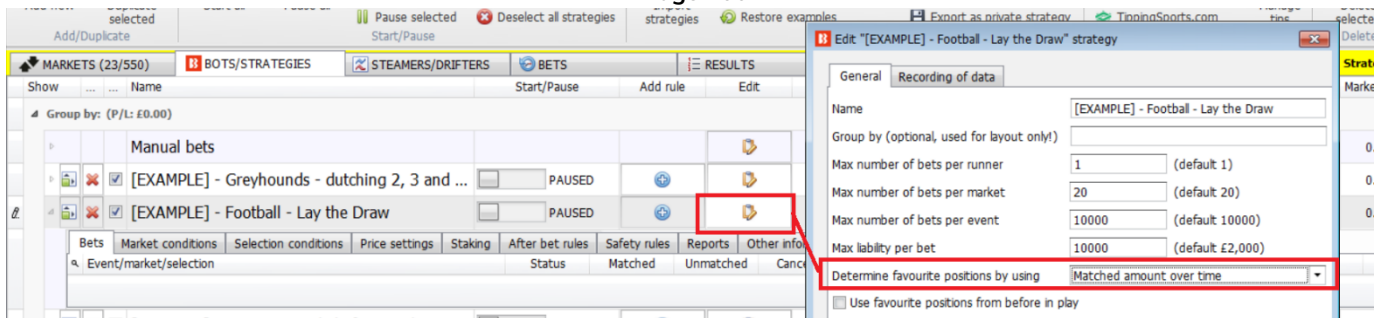 Duplicate
selected
Add/Duplicate
Pause selected
Deselect all strategies
Start/Pause
strategies
Restore examples
Export as private strategy
TippingSports.com
tips
selecte
Delete
MARKETS (23/550)
BOTS/STRATEGIES
STEAMERS/DRIFTERS
BETS
RESULTS
Strate
Show ... ... Name Start/Pause Add rule Edit
Marke
Group by: (P/L: £0.00)
Manual bets
0.
[EXAMPLE] - Greyhounds - dutching 2, 3 and ... PAUSED
0.
[EXAMPLE] - Football - Lay the Draw PAUSED
0.
Bets Market conditions Selection conditions Price settings Staking After bet rules Safety rules Reports Other info
Event/market/selection Status Matched Unmatched Cance
Edit "[EXAMPLE] - Football - Lay the Draw" strategy
General Recording of data
Name [EXAMPLE] - Football - Lay the Draw
Group by (optional, used for layout only!)
Max number of bets per runner 1 (default 1)
Max number of bets per market 20 (default 20)
Max number of bets per event 10000 (default 10000)
Max liability per bet 10000 (default £2,000)
Determine favourite positions by using Matched amount over time
Use favourite positions from before in play